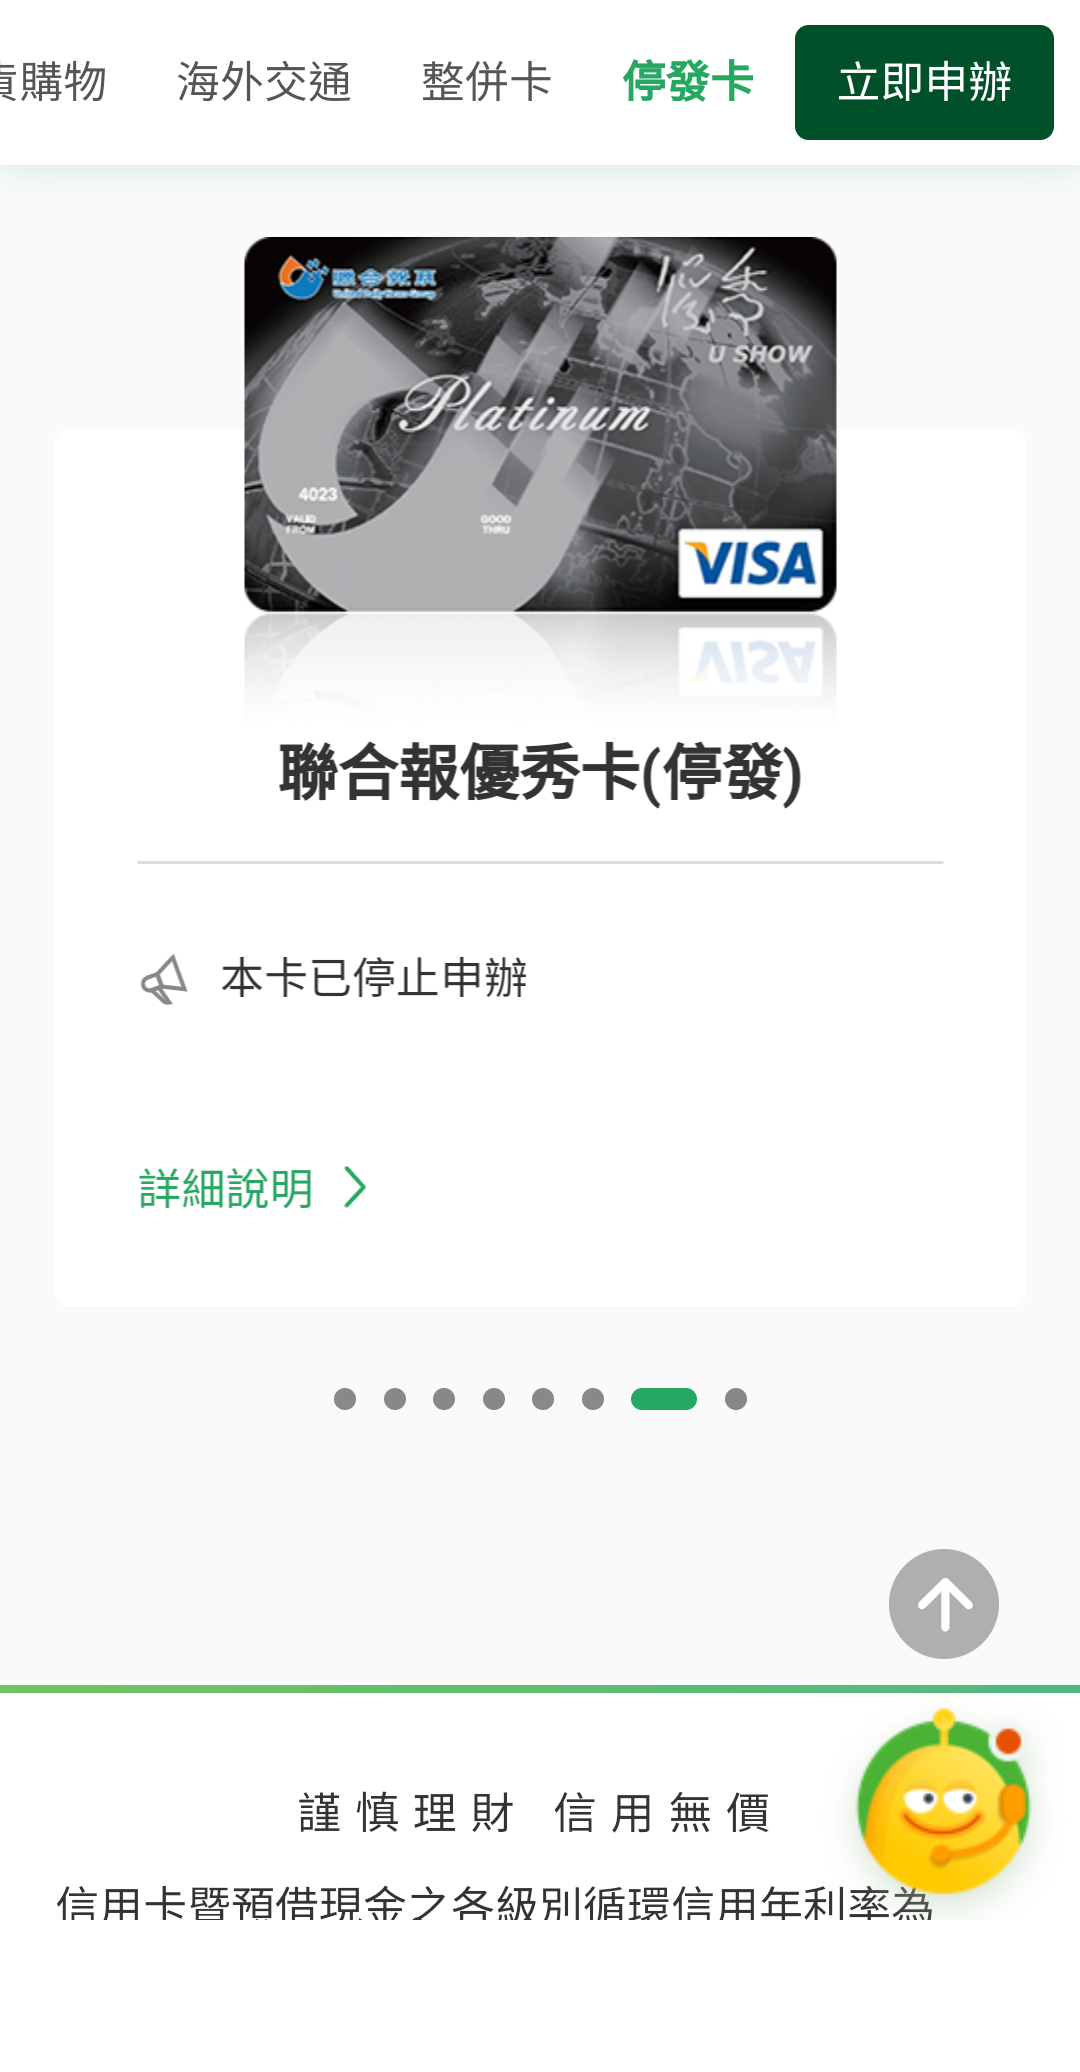 購物 海外交通 整併卡 停發卡 立即申辦
聯合報系
優秀
U SHOW
Platinum
4023
VALID FROM
GOOD THRU
VISA
聯合報優秀卡(停發)
本卡已停止申辦
詳細說明
謹慎理財 信用無價
信用卡暨預借現金之各級別循環信用年利率為